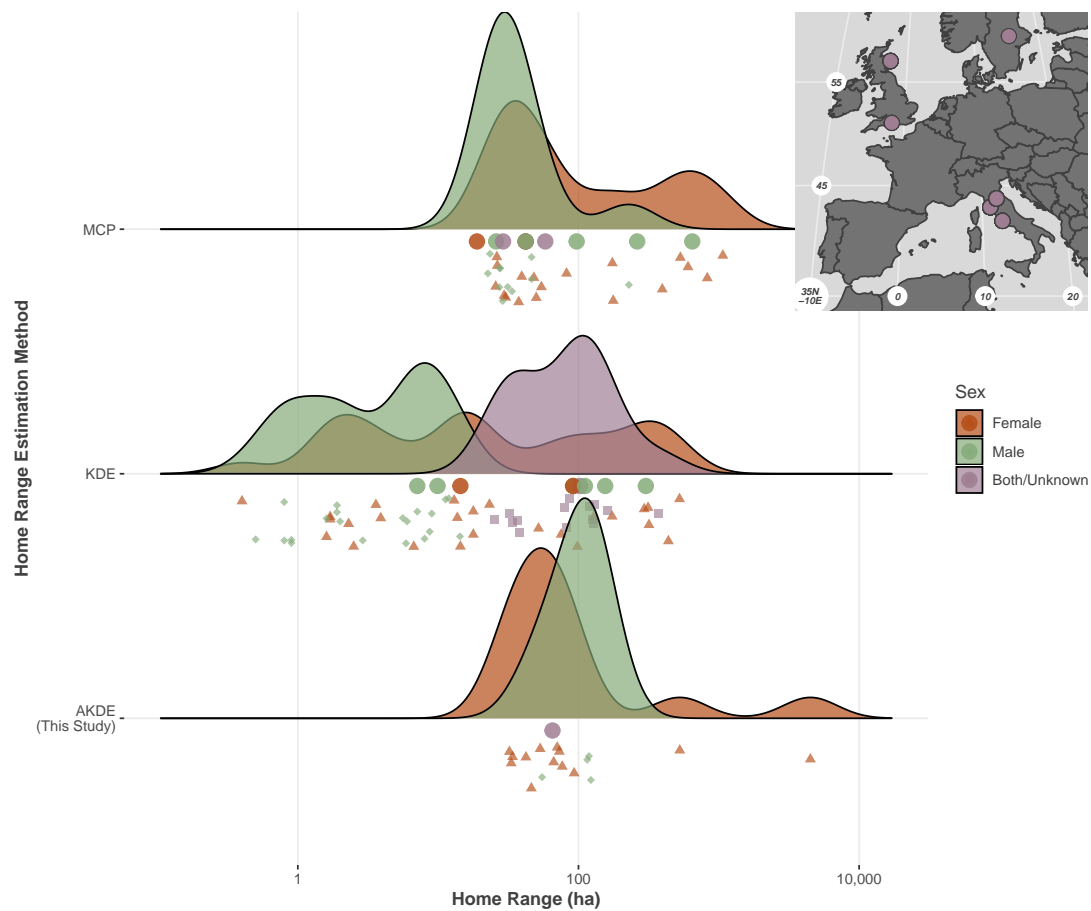 55
45
35N
–10E
0
10
20
MCP
KDE
AKDE
(This Study)
Home Range Estimation Method
Sex
Female
Male
Both/Unknown
1
100
10,000
Home Range (ha)